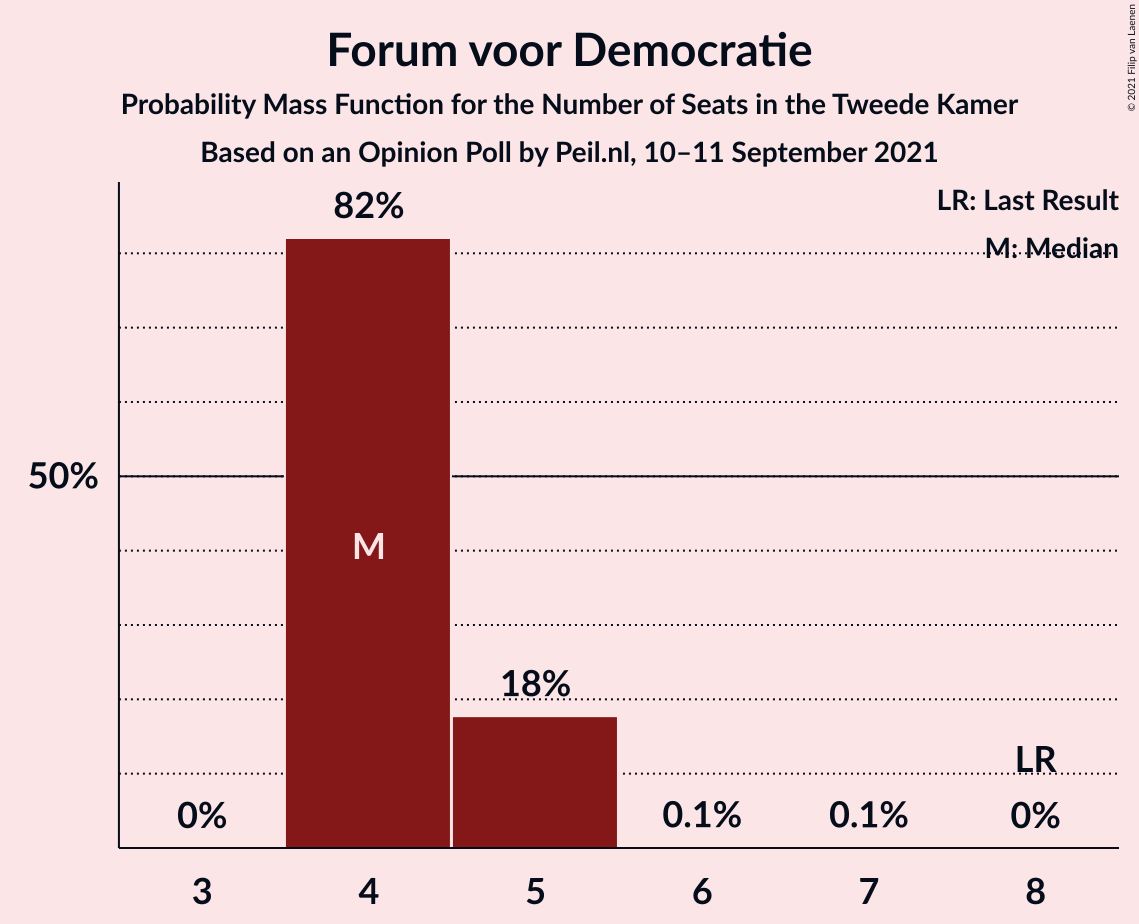 Forum voor Democratie
Probability Mass Function for the Number of Seats in the Tweede Kamer
Based on an Opinion Poll by Peil.nl, 10–11 September 2021
© 2021 Filip van Laenen
LR: Last Result
M: Median
82%
50%
M
18%
LR
0%
0.1%
0.1%
0%
3 4 5 6 7 8